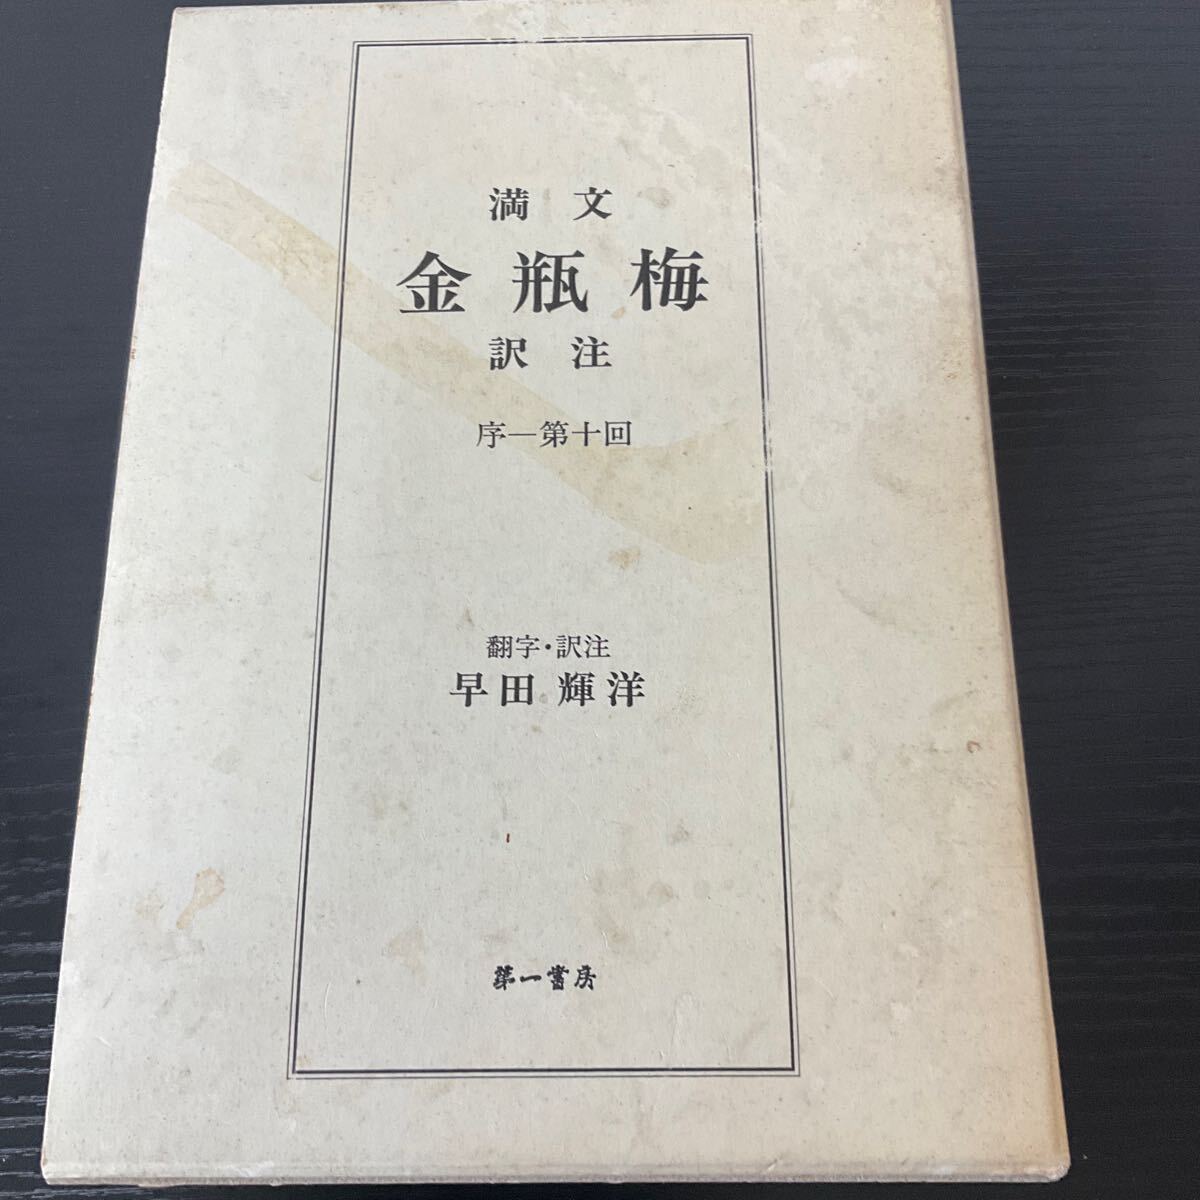 満文
金瓶梅
訳注
序―第十回
翻字・訳注
早田輝洋
第一書房